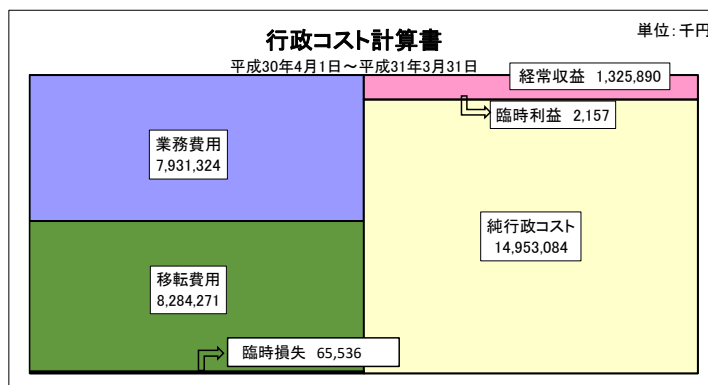 行政コスト計算書
単位:千円
平成30年4月1日～平成31年3月31日
経常収益 1,325,890
臨時利益 2,157
業務費用
7,931,324
純行政コスト
14,953,084
移転費用
8,284,271
臨時損失 65,536